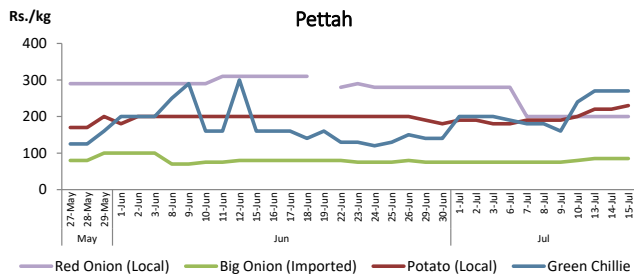 Rs./kg
Pettah
400
300
200
100
0
27-May 28-May 29-May 1-Jun 2-Jun 3-Jun 8-Jun 9-Jun 10-Jun 11-Jun 12-Jun 15-Jun 16-Jun 17-Jun 18-Jun 19-Jun 22-Jun 23-Jun 24-Jun 25-Jun 26-Jun 29-Jun 30-Jun 1-Jul 2-Jul 3-Jul 6-Jul 7-Jul 8-Jul 9-Jul 10-Jul 13-Jul 14-Jul 15-Jul
May Jun Jul
Red Onion (Local) Big Onion (Imported) Potato (Local) Green Chillie